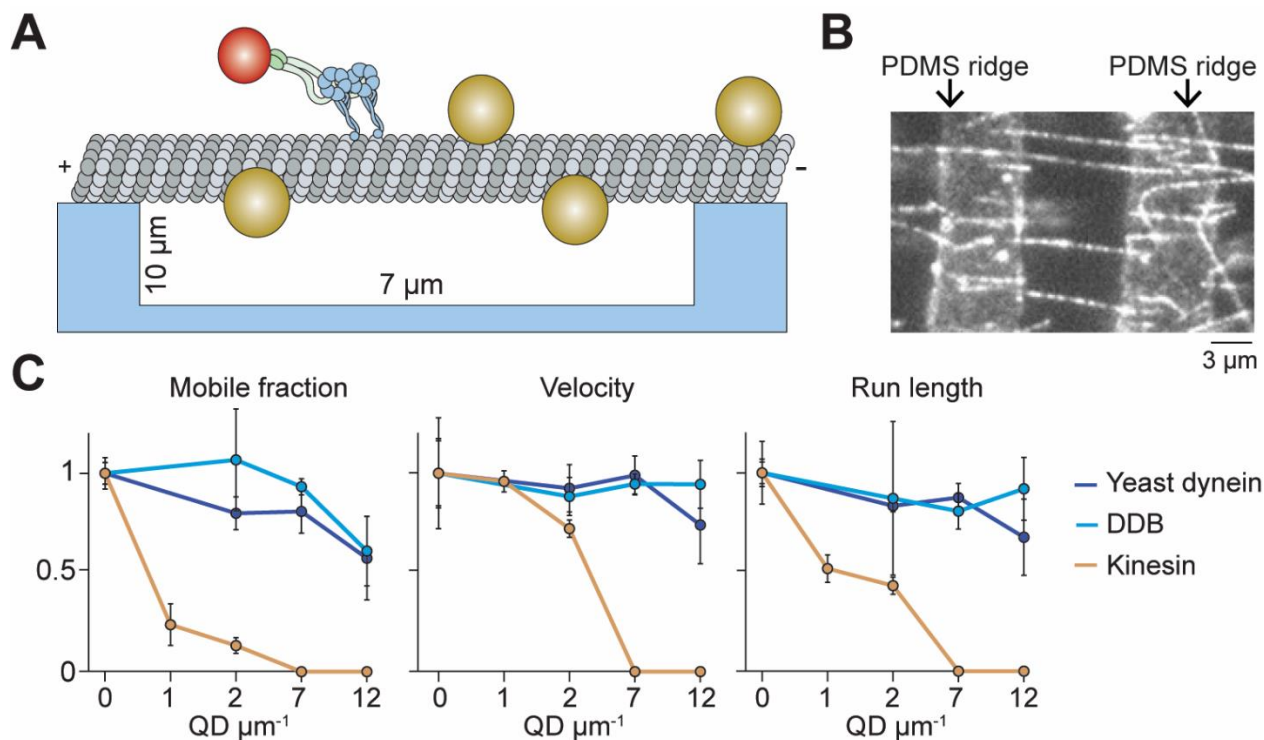 A
+
-
10 µm
7 µm
B
PDMS ridge
PDMS ridge
3 µm
C
Mobile fraction
Velocity
Run length
1
0.5
0
0 1 2 7 12
QD µm-1
0 1 2 7 12
QD µm-1
0 1 2 7 12
QD µm-1
Yeast dynein
DDB
Kinesin